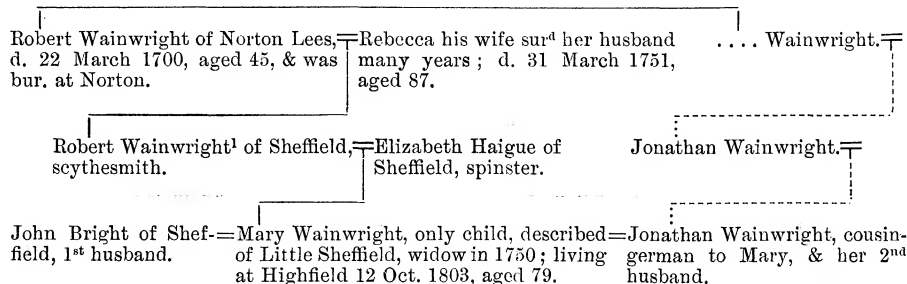 Robert Wainwright of Norton Lees,
d. 22 March 1700, aged 45, & was
bur. at Norton.
Rebecca his wife surᵈ her husband
many years ; d. 31 March 1751,
aged 87.
.... Wainwright.
Robert Wainwright¹ of Sheffield,
scythesmith.
Elizabeth Haigue of
Sheffield, spinster.
Jonathan Wainwright.
John Bright of Shef-
field, 1ˢᵗ husband.
=Mary Wainwright, only child, described
of Little Sheffield, widow in 1750 ; living
at Highfield 12 Oct. 1803, aged 79.
=Jonathan Wainwright, cousin-
german to Mary, & her 2ⁿᵈ
husband.